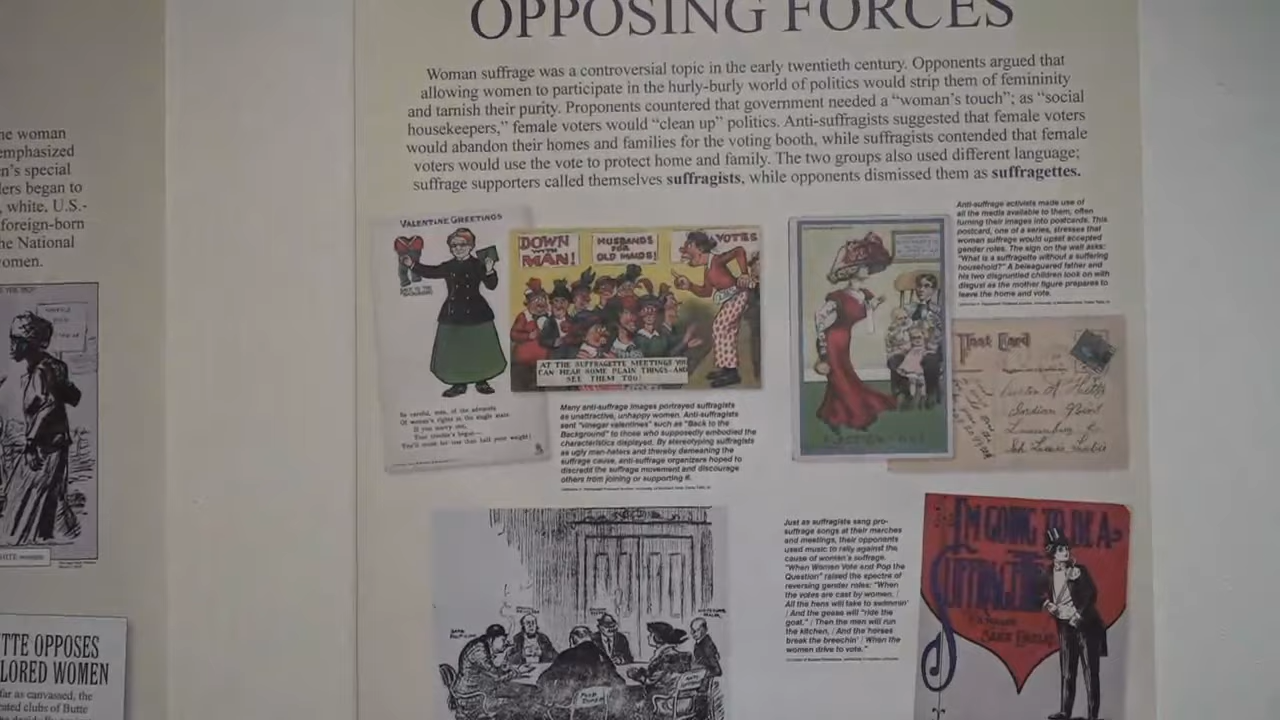 OPPOSING FORCES
Woman suffrage was a controversial topic in the early twentieth century. Opponents argued that
allowing women to participate in the hurly-burly world of politics would strip them of femininity
and tarnish their purity. Proponents countered that government needed a “woman’s touch”; as “social
housekeepers,” female voters would “clean up” politics. Anti-suffragists suggested that female voters
would abandon their homes and families for the voting booth, while suffragists contended that female
voters would use the vote to protect home and family. The two groups also used different language;
suffrage supporters called themselves suffragists, while opponents dismissed them as suffragettes.
woman
emphasized
special
began to
white, U.S.-
foreign-born
National
women.
VALENTINE GREETINGS
DOWN
WITH
MAN!
HUSBANDS
FOR
OLD MAIDS!
VOTES
AT THE SUFFRAGETTE MEETINGS YOU
CAN HEAR SOME PLAIN THINGS-AND
SEE THEM TOO!
Anti-suffrage activists made use of
all the media available to them, often
turning their images into postcards. This
postcard, one of a series, stresses that
woman suffrage would upset accepted
gender roles. The sign on the wall asks:
“What is a suffragette without a suffering
household?” A beleaguered father and
his two disgruntled children look on with
disgust as the mother figure prepares to
leave the home and vote.
Post Card
Many anti-suffrage images portrayed suffragists
as unattractive, unhappy women. Anti-suffragists
sent “vinegar valentines” such as “Back to the
Background” to those who supposedly embodied the
characteristics displayed. By stereotyping suffragists
as ugly man-haters and thereby demeaning the
suffrage cause, anti-suffrage organizers hoped to
discredit the suffrage movement and discourage
others from joining or supporting it.
Just as suffragists sang pro-
suffrage songs at their marches
and meetings, their opponents
used music to rally against the
cause of woman’s suffrage.
“When Women Vote and Pop the
Question” raised the spectre of
reversing gender roles: “When
the votes are cast by women, /
All the hens will take to swimmin’
/ And the geese will “ride the
goat.” / Then the men will run
the kitchen, / And the horses
break the breechin’ / When the
women drive to vote.”
I'M GOING TO BE A
SUFFRAGETTE
OPPOSES
WOMEN
far as canvassed, the
clubs of Butte